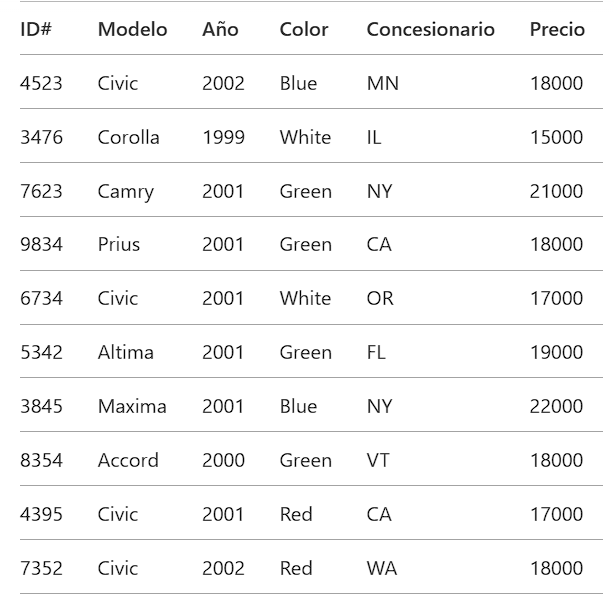 ID# Modelo Año Color Concesionario Precio
4523 Civic 2002 Blue MN 18000
3476 Corolla 1999 White IL 15000
7623 Camry 2001 Green NY 21000
9834 Prius 2001 Green CA 18000
6734 Civic 2001 White OR 17000
5342 Altima 2001 Green FL 19000
3845 Maxima 2001 Blue NY 22000
8354 Accord 2000 Green VT 18000
4395 Civic 2001 Red CA 17000
7352 Civic 2002 Red WA 18000